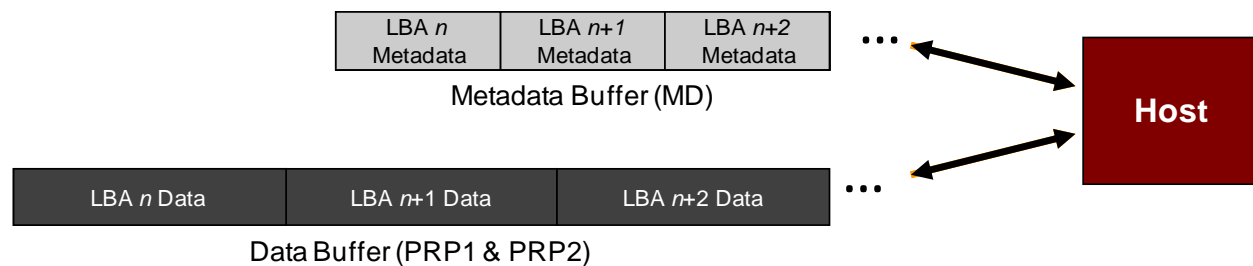 LBA n
Metadata
LBA n+1
Metadata
LBA n+2
Metadata
...
Metadata Buffer (MD)
Host
LBA n Data
LBA n+1 Data
LBA n+2 Data
...
Data Buffer (PRP1 & PRP2)